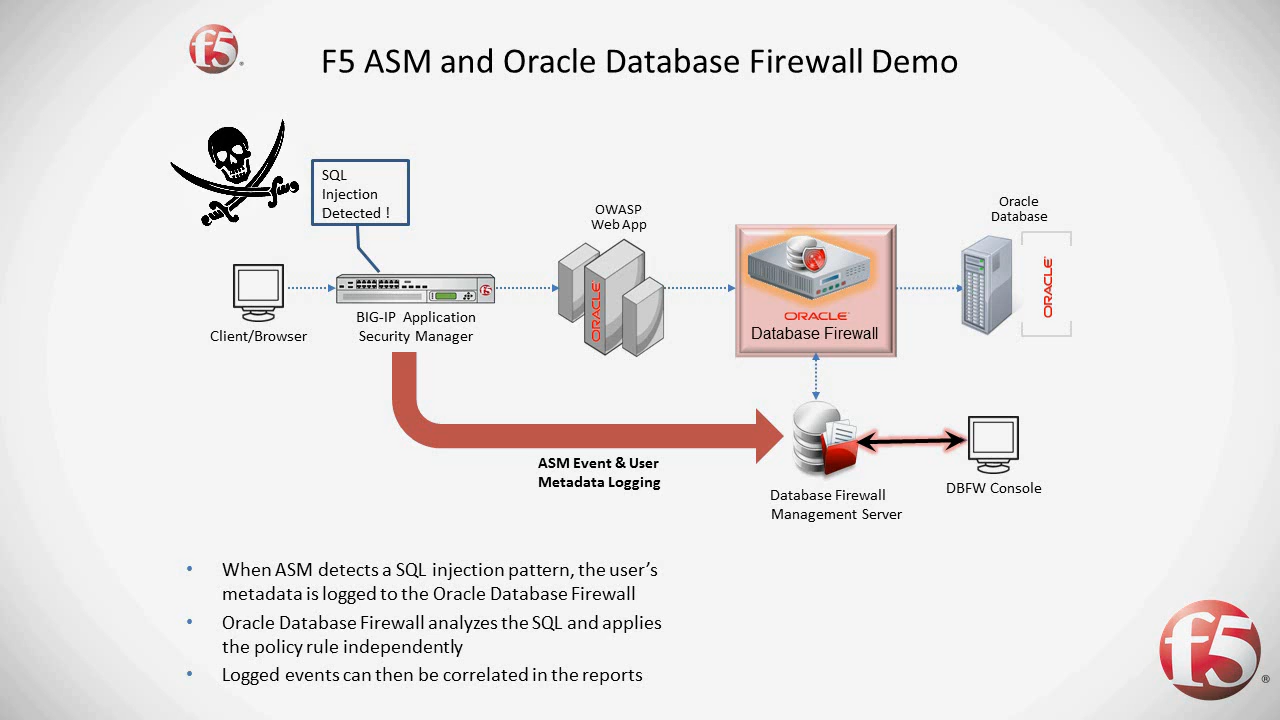 f5
F5 ASM and Oracle Database Firewall Demo
SQL
Injection
Detected !
OWASP
Web App
Oracle
Database
ORACLE
ORACLE
f5
ORACLE
Database Firewall
Client/Browser
BIG-IP Application
Security Manager
ASM Event & User
Metadata Logging
Database Firewall
Management Server
DBFW Console
• When ASM detects a SQL injection pattern, the user’s
metadata is logged to the Oracle Database Firewall
• Oracle Database Firewall analyzes the SQL and applies
the policy rule independently
• Logged events can then be correlated in the reports
f5